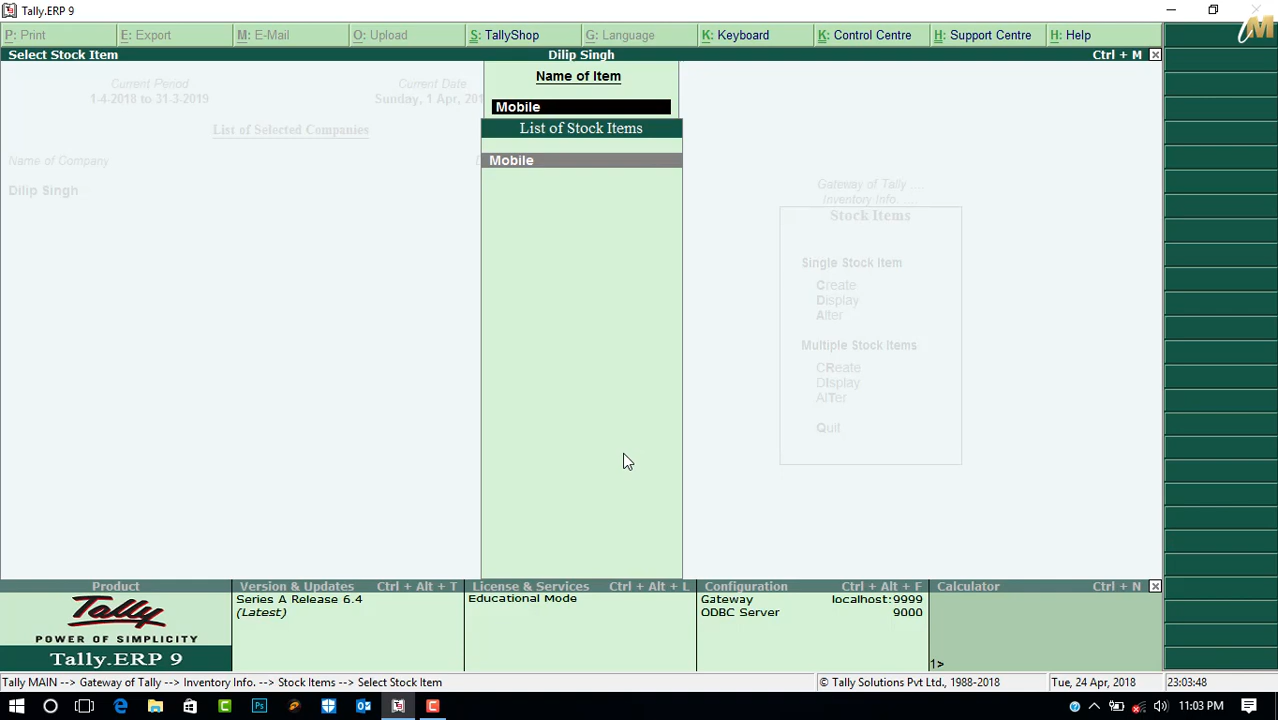 Tally.ERP 9
P: Print
E: Export
M: E-Mail
O: Upload
S: TallyShop
G: Language
K: Keyboard
K: Control Centre
H: Support Centre
H: Help
Select Stock Item
Dilip Singh
Ctrl + M
Current Period
1-4-2018 to 31-3-2019
Current Date
Sunday, 1 Apr, 201
List of Selected Companies
Name of Company
Dilip Singh
Name of Item
Mobile
List of Stock Items
Mobile
Gateway of Tally ....
Inventory Info. ....
Stock Items
Single Stock Item
Create
Display
Alter
Multiple Stock Items
CReate
DIsplay
AlTer
Quit
Product
Tally
POWER OF SIMPLICITY
Tally.ERP 9
Version & Updates Ctrl + Alt + T
Series A Release 6.4
(Latest)
License & Services Ctrl + Alt + L
Educational Mode
Configuration Ctrl + Alt + F
Gateway localhost:9999
ODBC Server 9000
Calculator Ctrl + N
1>
Tally MAIN --> Gateway of Tally --> Inventory Info. --> Stock Items --> Select Stock Item
© Tally Solutions Pvt Ltd., 1988-2018
Tue, 24 Apr, 2018
23:03:48
11:03 PM